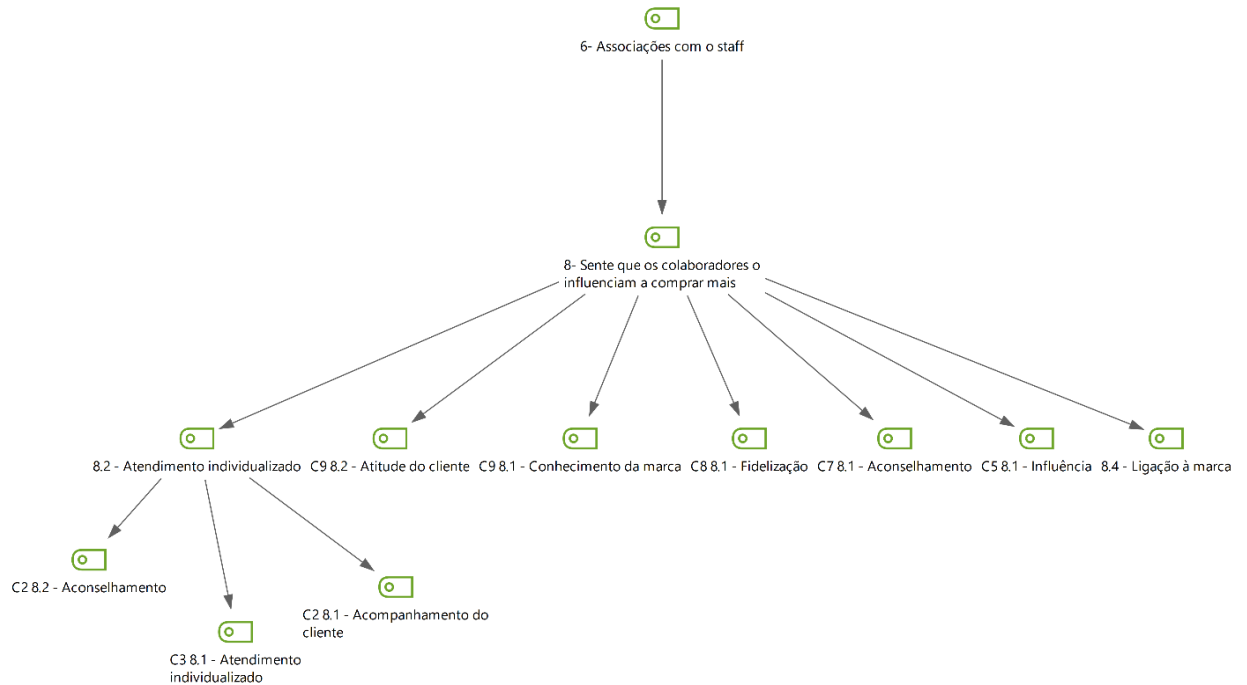 6- Associações com o staff
8- Sente que os colaboradores o
influenciam a comprar mais
8.2 - Atendimento individualizado
C9 8.2 - Atitude do cliente
C9 8.1 - Conhecimento da marca
C8 8.1 - Fidelização
C7 8.1 - Aconselhamento
C5 8.1 - Influência
8.4 - Ligação à marca
C2 8.2 - Aconselhamento
C2 8.1 - Acompanhamento do
cliente
C3 8.1 - Atendimento
individualizado